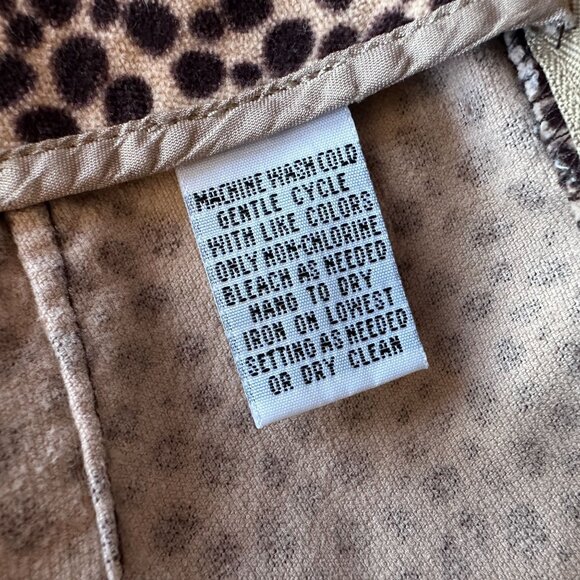 MACHINE WASH COLD
GENTLE CYCLE
WITH LIKE COLORS
ONLY NON-CHLORINE
BLEACH AS NEEDED
HANG TO DRY
IRON ON LOWEST
SETTING AS NEEDED
OR DRY CLEAN